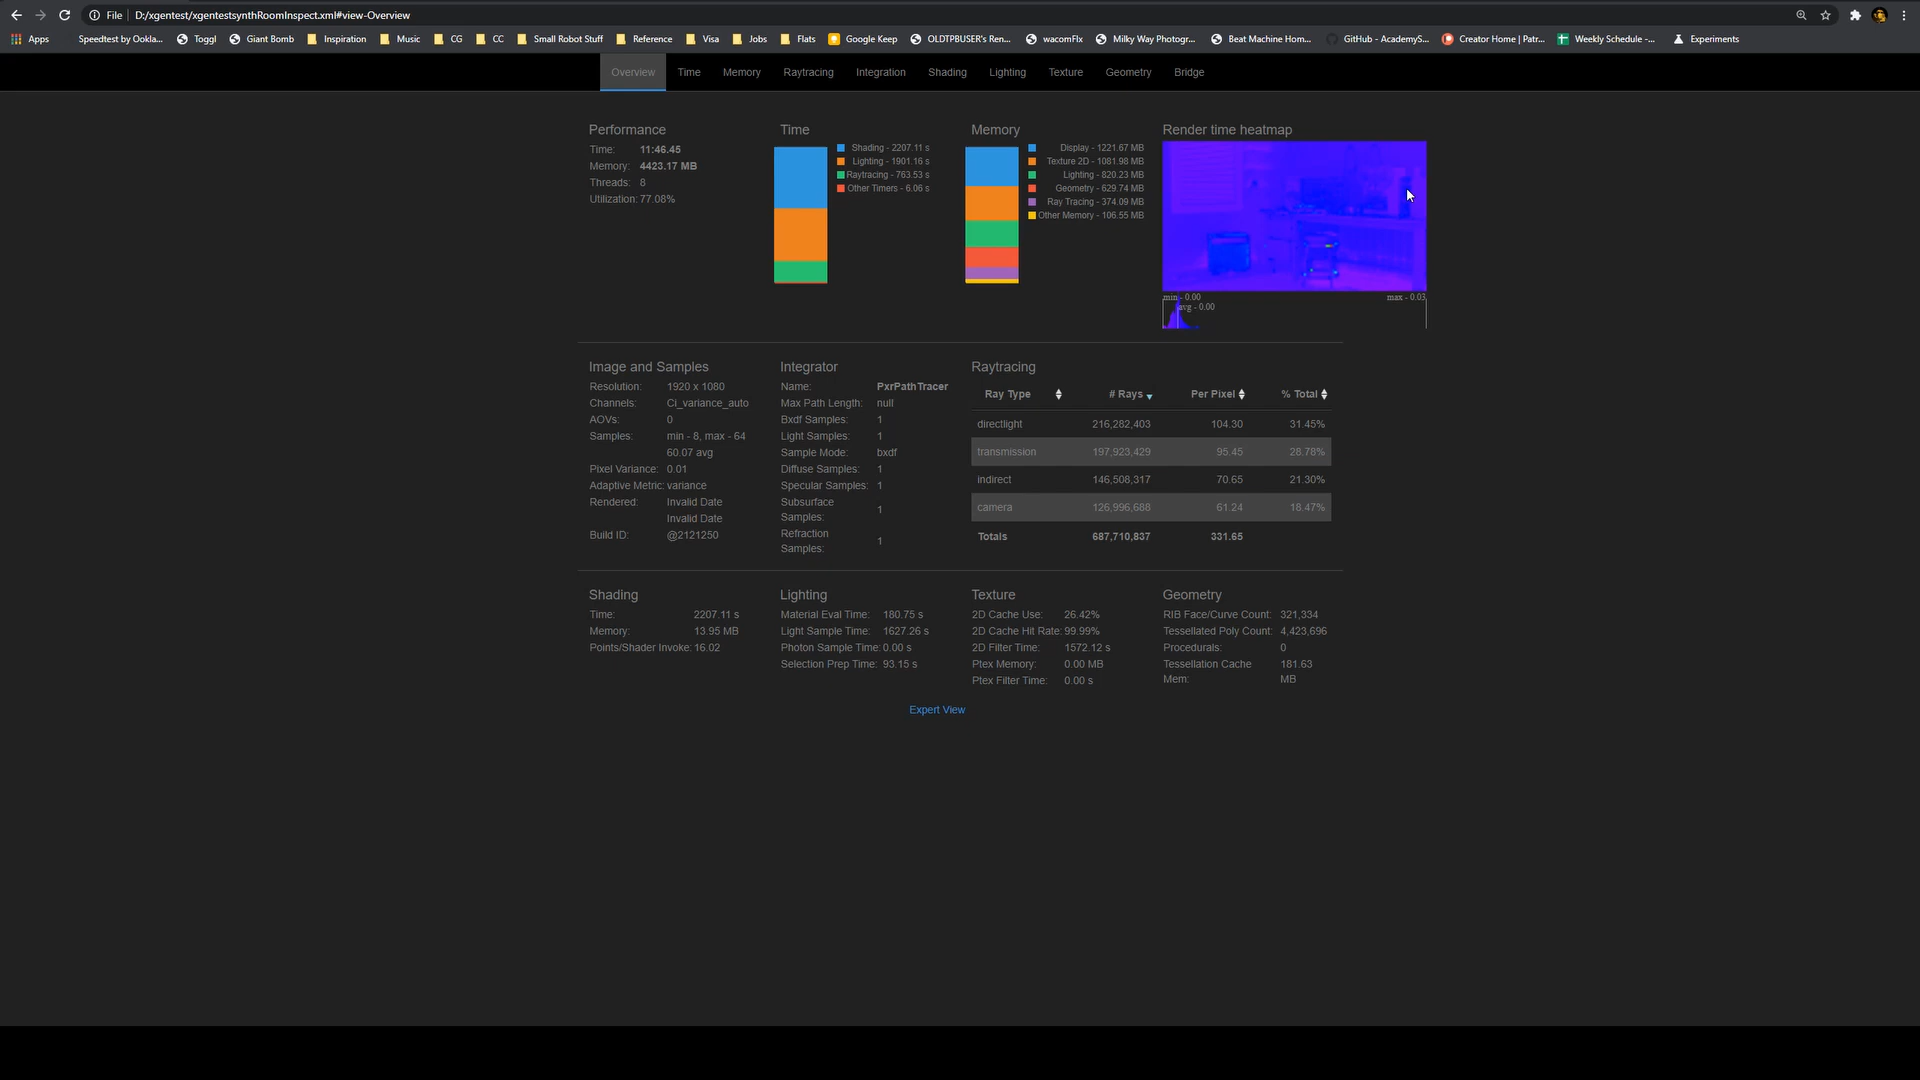 File D:/xgentest/xgentestsynthRoomInspect.xml#view-Overview
Apps Speedtest by Ookla... Toggl Giant Bomb Inspiration Music CG CC Small Robot Stuff Reference Visa Jobs Flats Google Keep OLDTPBUSER's Ren... wacomFIx Milky Way Photogr... Beat Machine Hom... GitHub - AcademyS... Creator Home | Patr... Weekly Schedule -... Experiments
Overview Time Memory Raytracing Integration Shading Lighting Texture Geometry Bridge
Performance
Time: 11:46.45
Memory: 4423.17 MB
Threads: 8
Utilization: 77.08%
Time
Shading - 2207.11 s
Lighting - 1901.16 s
Raytracing - 763.53 s
Other Timers - 6.06 s
Memory
Display - 1221.67 MB
Texture 2D - 1081.98 MB
Lighting - 820.23 MB
Geometry - 629.74 MB
Ray Tracing - 374.09 MB
Other Memory - 106.55 MB
Render time heatmap
min - 0.00 max - 0.03
avg - 0.00
Image and Samples
Resolution: 1920 x 1080
Channels: Ci_variance_auto
AOVs: 0
Samples: min - 8, max - 64
60.07 avg
Pixel Variance: 0.01
Adaptive Metric: variance
Rendered: Invalid Date
Invalid Date
Build ID: @2121250
Integrator
Name: PxrPathTracer
Max Path Length: null
Bxdf Samples: 1
Light Samples: 1
Sample Mode: bxdf
Diffuse Samples: 1
Specular Samples: 1
Subsurface
Samples: 1
Refraction
Samples: 1
Raytracing
Ray Type # Rays Per Pixel % Total
directlight 216,282,403 104.30 31.45%
transmission 197,923,429 95.45 28.78%
indirect 146,508,317 70.65 21.30%
camera 126,996,688 61.24 18.47%
Totals 687,710,837 331.65
Shading
Time: 2207.11 s
Memory: 13.95 MB
Points/Shader Invoke: 16.02
Lighting
Material Eval Time: 180.75 s
Light Sample Time: 1627.26 s
Photon Sample Time: 0.00 s
Selection Prep Time: 93.15 s
Texture
2D Cache Use: 26.42%
2D Cache Hit Rate: 99.99%
2D Filter Time: 1572.12 s
Ptex Memory: 0.00 MB
Ptex Filter Time: 0.00 s
Geometry
RIB Face/Curve Count: 321,334
Tessellated Poly Count: 4,423,696
Procedurals: 0
Tessellation Cache 181.63
Mem: MB
Expert View